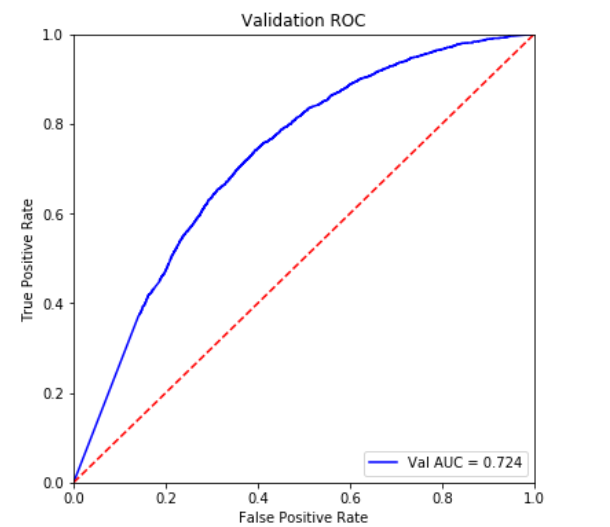 Validation ROC
True Positive Rate
1.0
0.8
0.6
0.4
0.2
0.0
Val AUC = 0.724
0.0 0.2 0.4 0.6 0.8 1.0
False Positive Rate